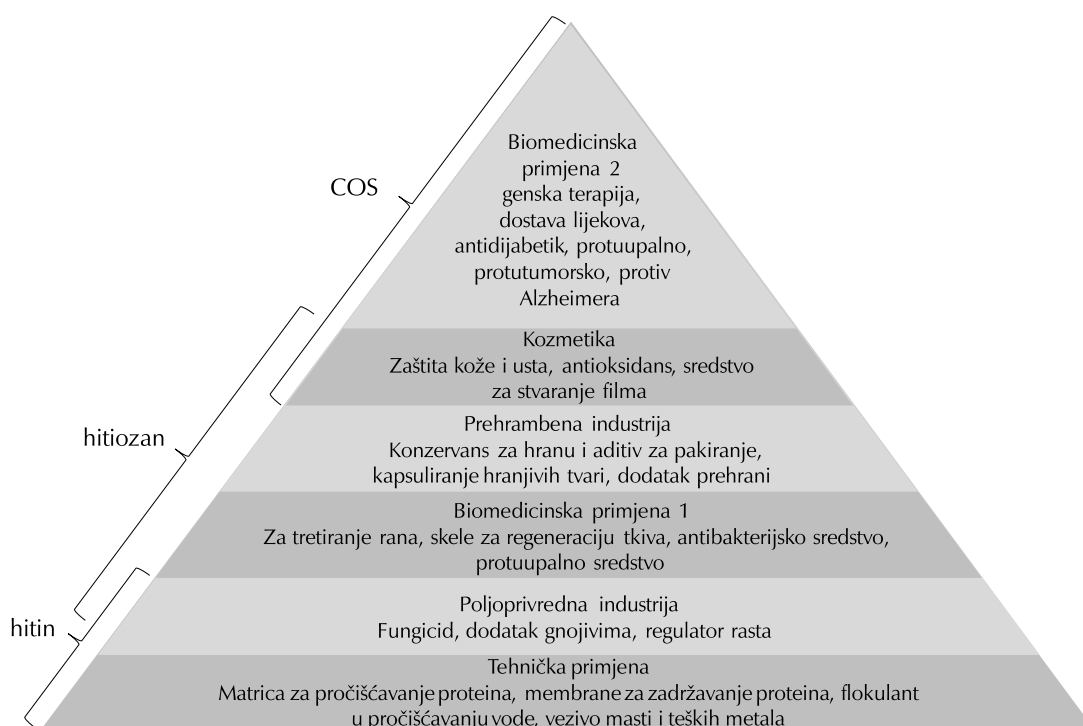 Biomedicinska
primjena 2
genska terapija,
dostava lijekova,
antidijabetik, protuupalno,
protutumorsko, protiv
Alzheimera
COS
Kozmetika
Zaštita kože i usta, antioksidans, sredstvo
za stvaranje filma
Prehrambena industrija
Konzervans za hranu i aditiv za pakiranje,
kapsuliranje hranjivih tvari, dodatak prehrani
hitiozan
Biomedicinska primjena 1
Za tretiranje rana, skele za regeneraciju tkiva, antibakterijsko sredstvo,
protuupalno sredstvo
Poljoprivredna industrija
Fungicid, dodatak gnojivima, regulator rasta
hitin
Tehnička primjena
Matrica za pročišćavanje proteina, membrane za zadržavanje proteina, flokulant
u pročišćavanju vode, vezivo masti i teških metala